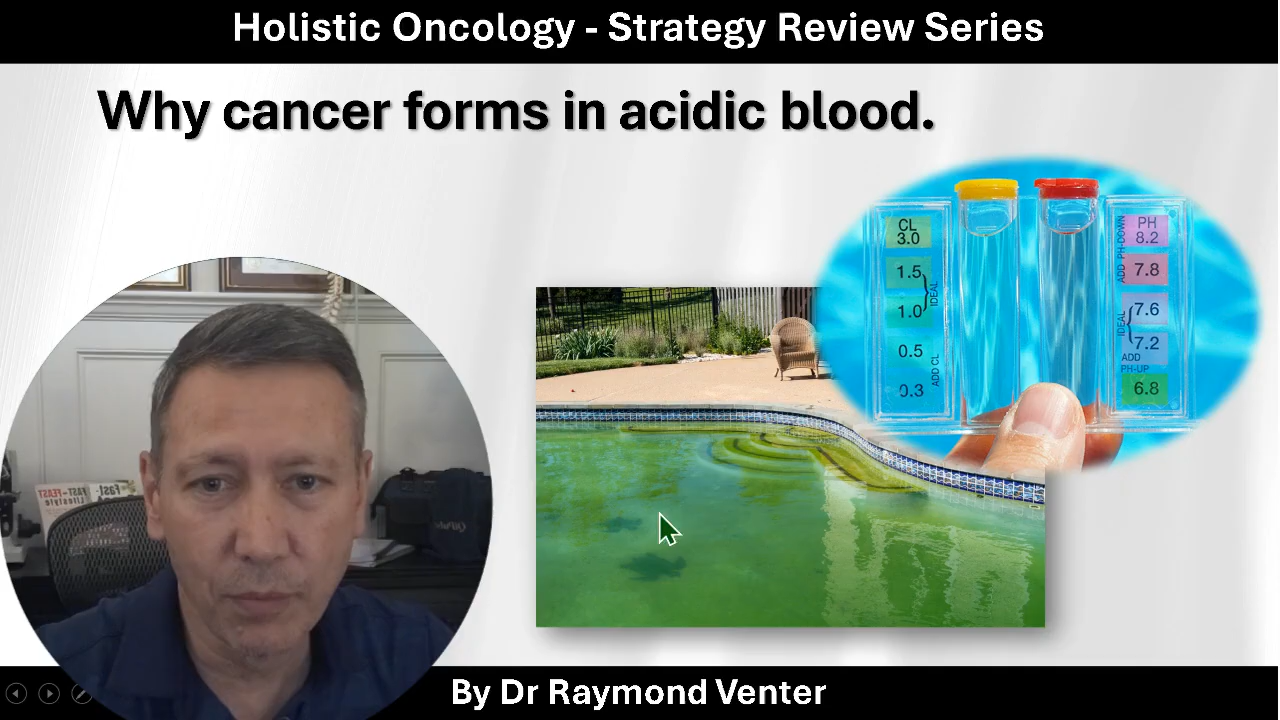 Holistic Oncology - Strategy Review Series
Why cancer forms in acidic blood.
CL
3.0
1.5
1.0
IDEAL
0.5
0.3
ADD CL
PH
8.2
ADD PH-DOWN
7.8
7.6
IDEAL
7.2
ADD
PH-UP
6.8
By Dr Raymond Venter